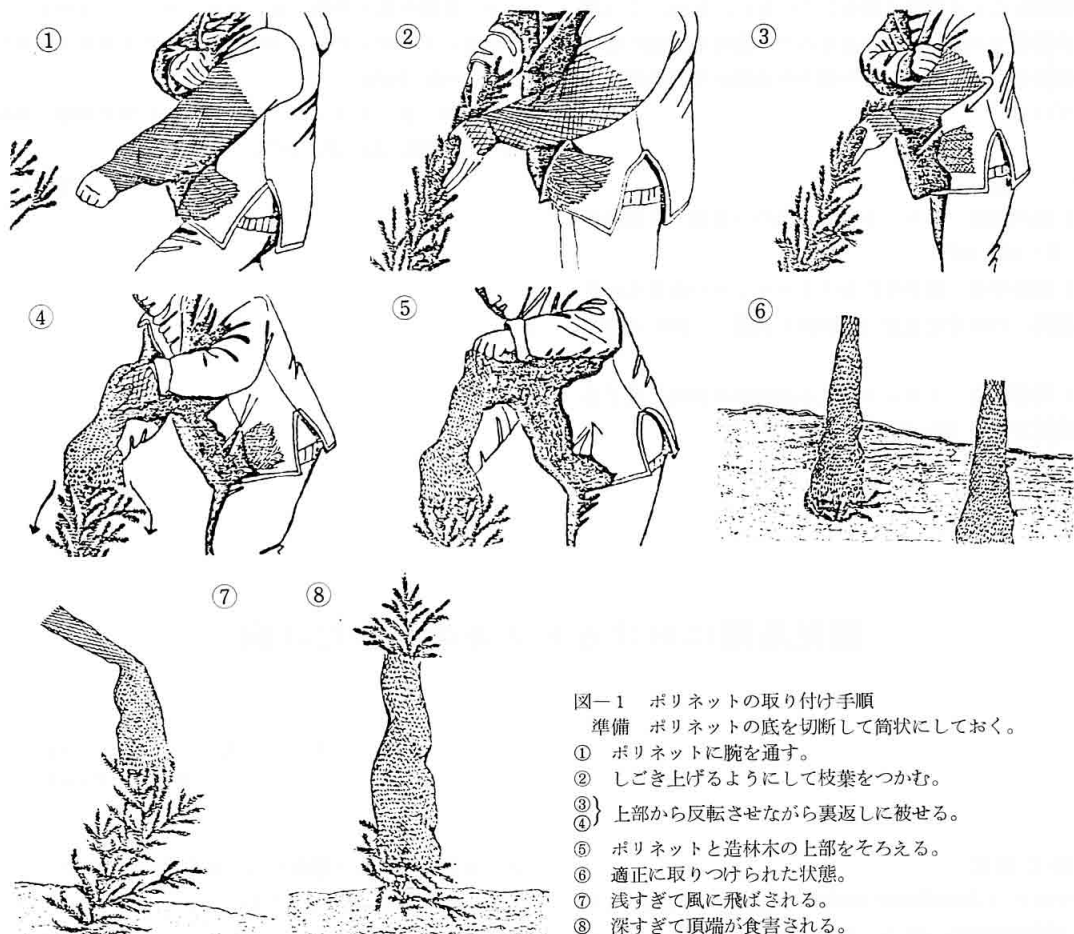 ①
②
③
④
⑤
⑥
⑦
⑧
図－1　ポリネットの取り付け手順
準備　ポリネットの底を切断して筒状にしておく。
①　ポリネットに腕を通す。
②　しごき上げるようにして枝葉をつかむ。
③
④} 上部から反転させながら裏返しに被せる。
⑤　ポリネットと造林木の上部をそろえる。
⑥　適正に取りつけられた状態。
⑦　浅すぎて風に飛ばされる。
⑧　深すぎて頂端が食害される。